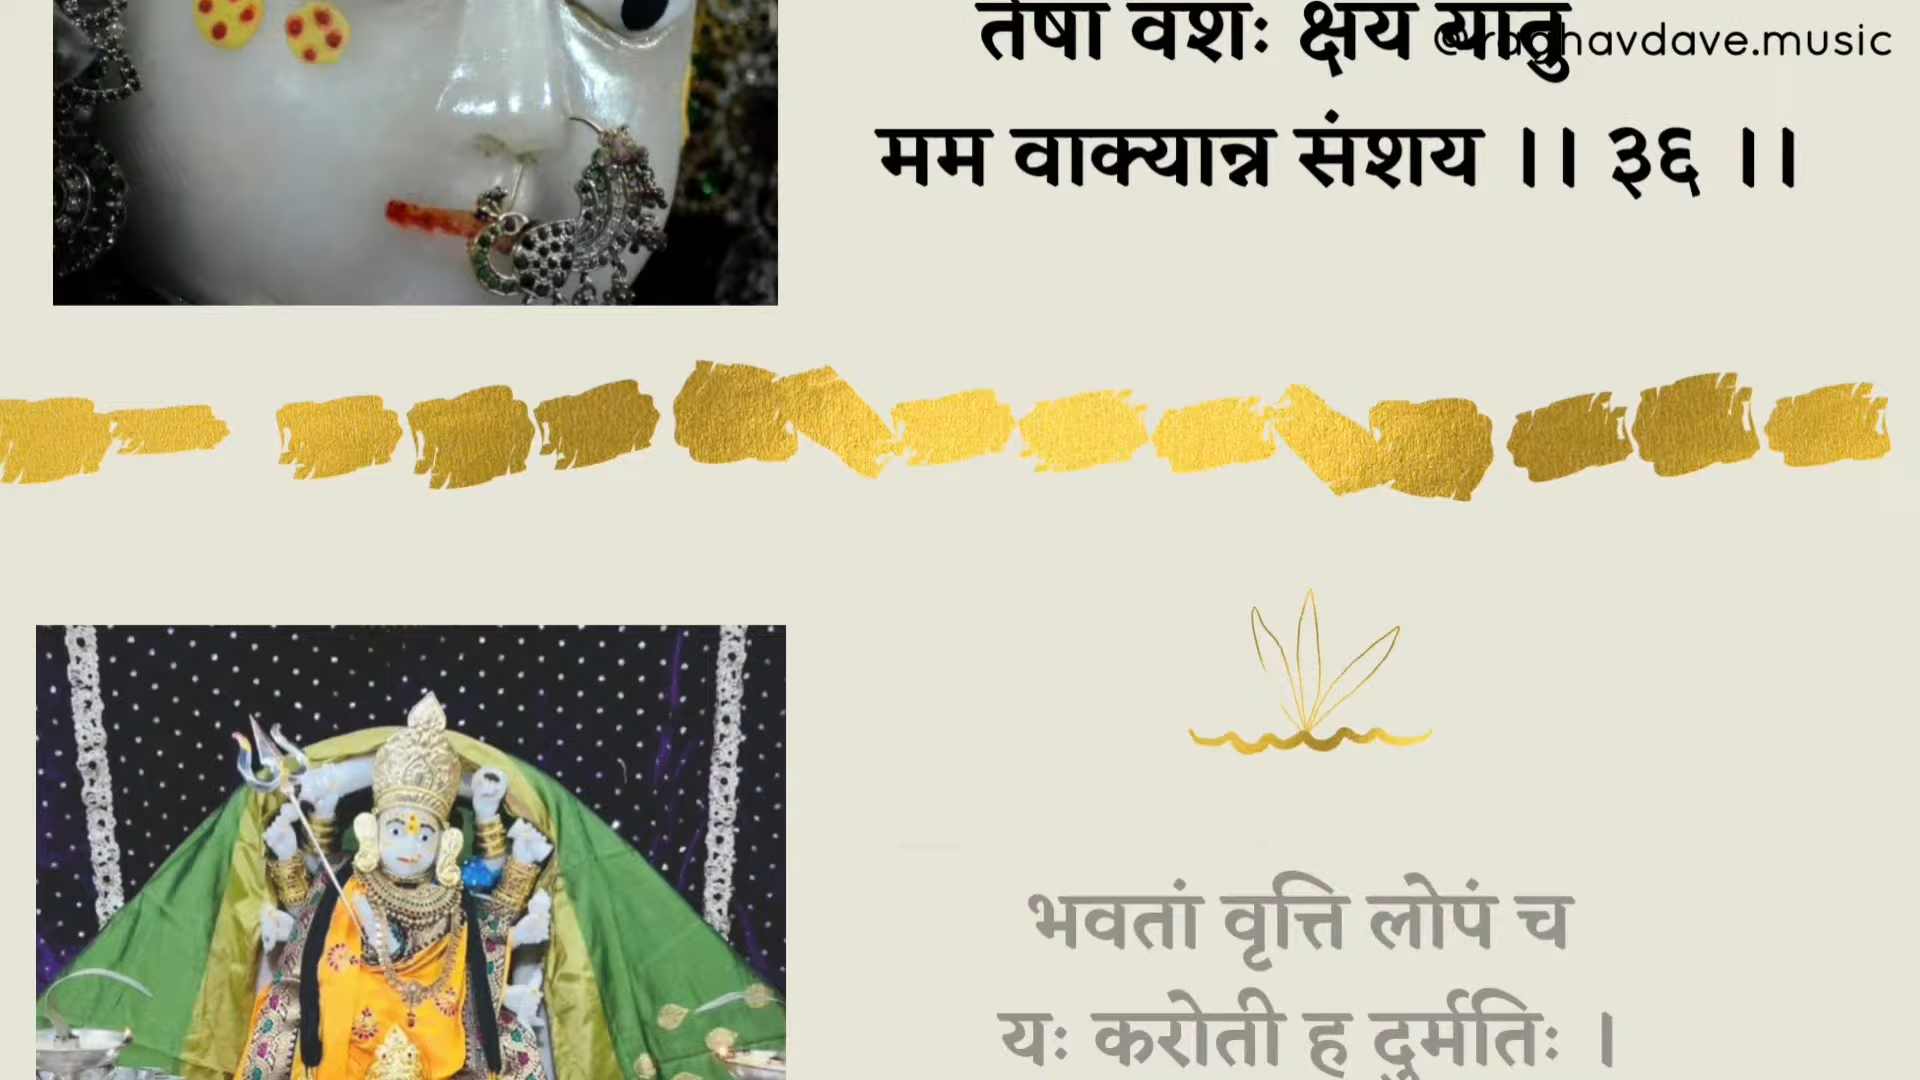 तेषां वंशः क्षयं यातु
@raghavdave.music
मम वाक्यान्न संशय ।। ३६ ।।
भवतां वृत्ति लोपं च
यः करोती ह दुर्मतिः ।